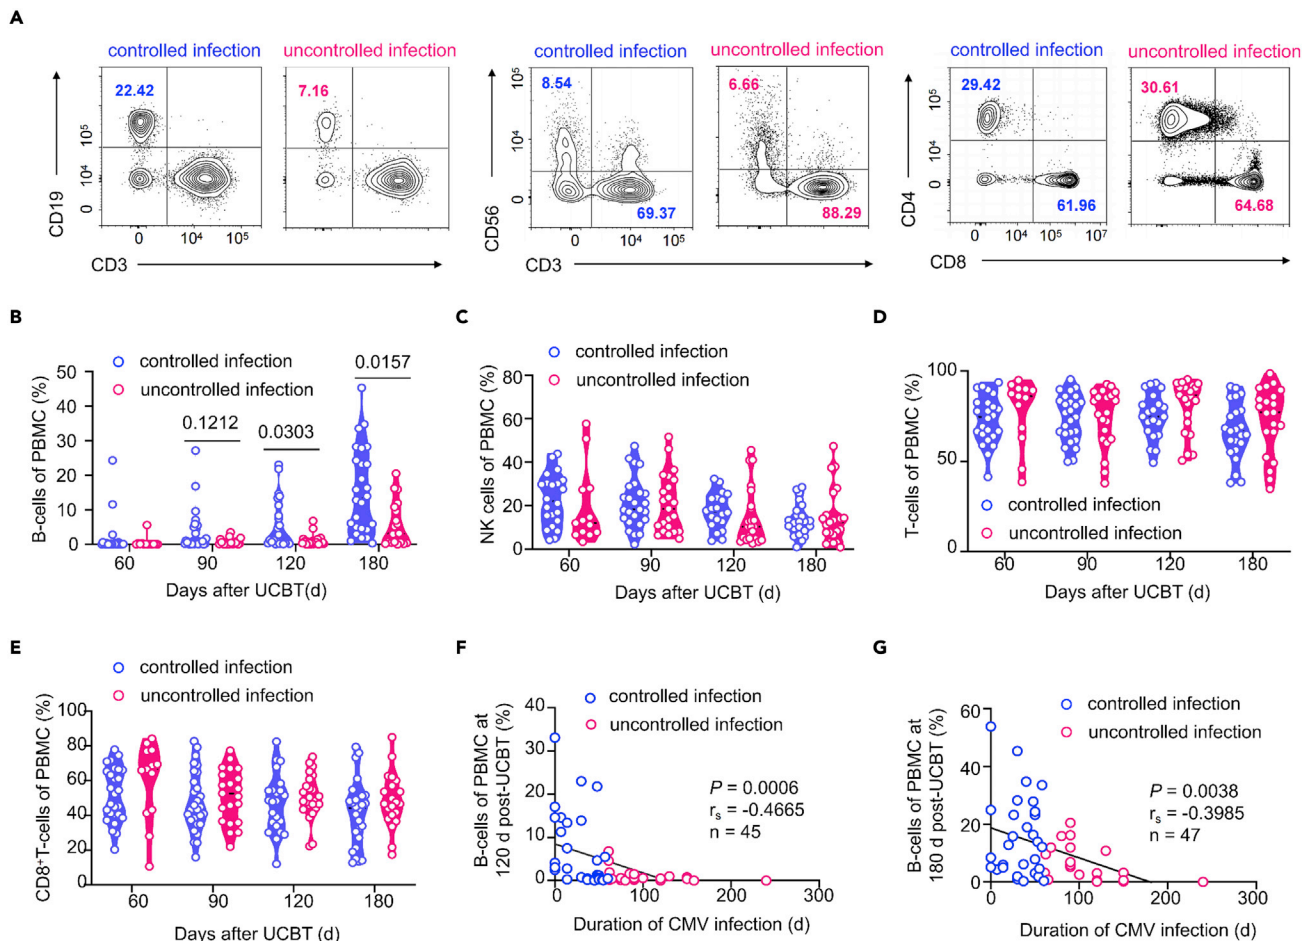 A
controlled infection uncontrolled infection
22.42 7.16
CD19
10⁵
10⁴
0
0 10⁴ 10⁵
CD3
controlled infection uncontrolled infection
8.54 6.66
69.37 88.29
CD56
10⁵
10⁴
0
0 10⁴ 10⁵
CD3
controlled infection uncontrolled infection
29.42 30.61
61.96 64.68
CD4
10⁵
10⁴
0
0 10⁴ 10⁵ 10⁷
CD8
B
controlled infection
uncontrolled infection
0.1212
0.0303
0.0157
B-cells of PBMC (%)
50
40
30
20
10
0
60 90 120 180
Days after UCBT(d)
C
controlled infection
uncontrolled infection
NK cells of PBMC (%)
80
60
40
20
0
60 90 120 180
Days after UCBT (d)
D
T-cells of PBMC (%)
100
50
0
controlled infection
uncontrolled infection
60 90 120 180
Days after UCBT (d)
E
controlled infection
uncontrolled infection
CD8⁺T-cells of PBMC (%)
100
80
60
40
20
0
60 90 120 180
Days after UCBT (d)
F
controlled infection
uncontrolled infection
B-cells of PBMC at
120 d post-UCBT (%)
40
30
20
10
0
P = 0.0006
rₛ = -0.4665
n = 45
0 100 200 300
Duration of CMV infection (d)
G
controlled infection
uncontrolled infection
B-cells of PBMC at
180 d post-UCBT (%)
60
40
20
0
P = 0.0038
rₛ = -0.3985
n = 47
0 100 200 300
Duration of CMV infection (d)